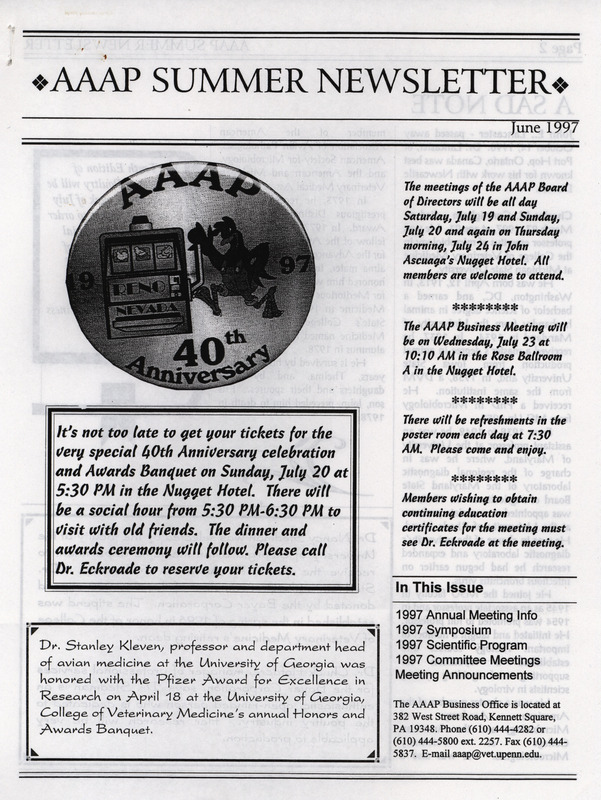 ❖AAAP SUMMER NEWSLETTER❖
June 1997
AAAP
19 97
RENO
NEVADA
40th
Anniversary
It's not too late to get your tickets for the
very special 40th Anniversary celebration
and Awards Banquet on Sunday, July 20 at
5:30 PM in the Nugget Hotel. There will
be a social hour from 5:30 PM-6:30 PM to
visit with old friends. The dinner and
awards ceremony will follow. Please call
Dr. Eckroade to reserve your tickets.
Dr. Stanley Kleven, professor and department head
of avian medicine at the University of Georgia was
honored with the Pfizer Award for Excellence in
Research on April 18 at the University of Georgia,
College of Veterinary Medicine's annual Honors and
Awards Banquet.
The meetings of the AAAP Board
of Directors will be all day
Saturday, July 19 and Sunday,
July 20 and again on Thursday
morning, July 24 in John
Ascuaga's Nugget Hotel. All
members are welcome to attend.
********
The AAAP Business Meeting will
be on Wednesday, July 23 at
10:10 AM in the Rose Ballroom
A in the Nugget Hotel.
********
There will be refreshments in the
poster room each day at 7:30
AM. Please come and enjoy.
********
Members wishing to obtain
continuing education
certificates for the meeting must
see Dr. Eckroade at the meeting.
In This Issue
1997 Annual Meeting Info
1997 Symposium
1997 Scientific Program
1997 Committee Meetings
Meeting Announcements
The AAAP Business Office is located at
382 West Street Road, Kennett Square,
PA 19348. Phone (610) 444-4282 or
(610) 444-5800 ext. 2257. Fax (610) 444-
5837. E-mail aaap@vet.upenn.edu.